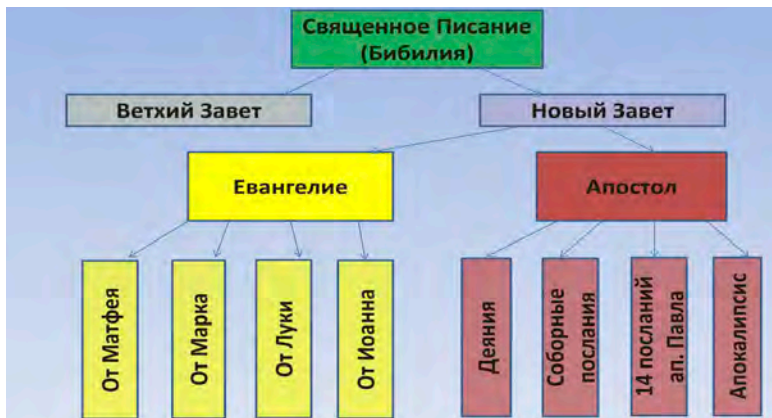 Священное Писание
(Бибилия)
Ветхий Завет
Новый Завет
Евангелие
Апостол
От Матфея
От Марка
От Луки
От Иоанна
Деяния
Соборные
послания
14 посланий
ап. Павла
Апокалипсис